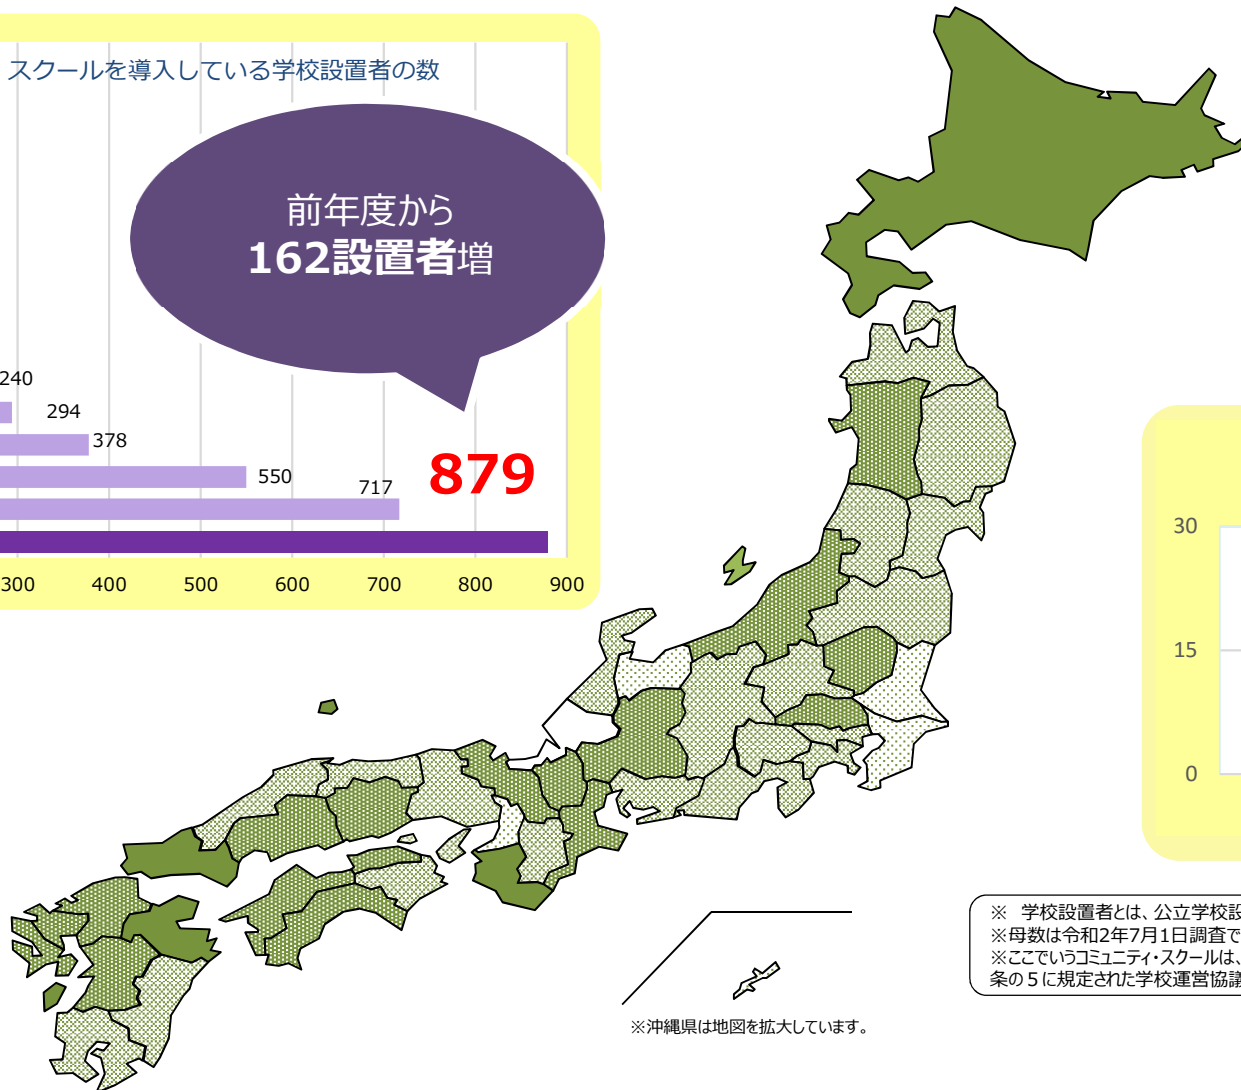 スクールを導入している学校設置者の数
前年度から
162設置者増
240
294
378
550
717
879
300 400 500 600 700 800 900
30
15
0
※ 学校設置者とは、公立学校設
※母数は令和2年7月1日調査で
※ここでいうコミュニティ・スクールは、
条の5に規定された学校運営協議
※沖縄県は地図を拡大しています。